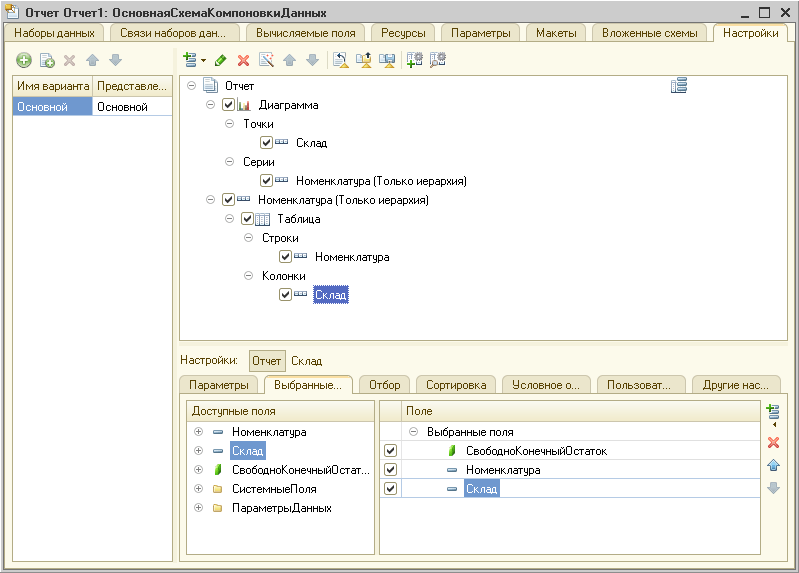 Отчет Отчет1: ОсновнаяСхемаКомпоновкиДанных
Наборы данных Связи наборов дан... Вычисляемые поля Ресурсы Параметры Макеты Вложенные схемы Настройки
Имя варианта Представле...
Основной Основной
Отчет
Диаграмма
Точки
Склад
Серии
Номенклатура (Только иерархия)
Номенклатура (Только иерархия)
Таблица
Строки
Номенклатура
Колонки
Склад
Настройки: Отчет Склад
Параметры Выбранные... Отбор Сортировка Условное о... Пользоват... Другие нас...
Доступные поля
Номенклатура
Склад
СвободноКонечныйОстат...
СистемныеПоля
ПараметрыДанных
Поле
Выбранные поля
СвободноКонечныйОстаток
Номенклатура
Склад